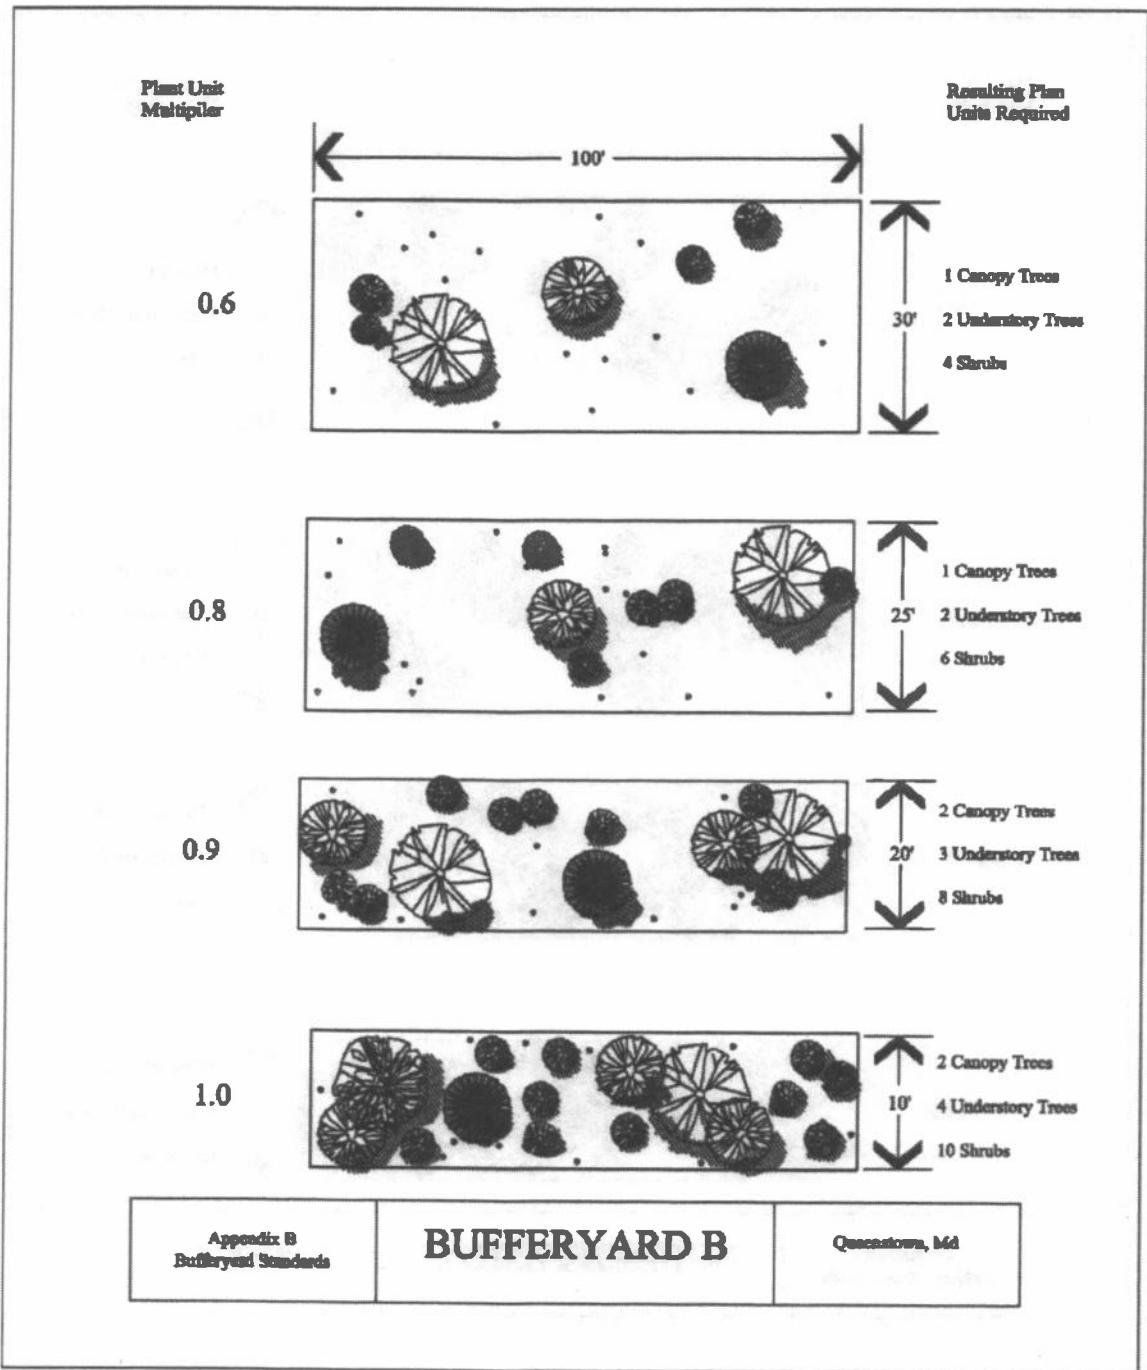 Plant Unit
Multipiler
Resulting Plan
Units Required
100'
0.6
30'
1 Canopy Trees
2 Understory Trees
4 Shrubs
0.8
25'
1 Canopy Trees
2 Understory Trees
6 Shrubs
0.9
20'
2 Canopy Trees
3 Understory Trees
8 Shrubs
1.0
10'
2 Canopy Trees
4 Understory Trees
10 Shrubs
Appendix B
Bufferyard Standards
BUFFERYARD B
Queenstown, Md